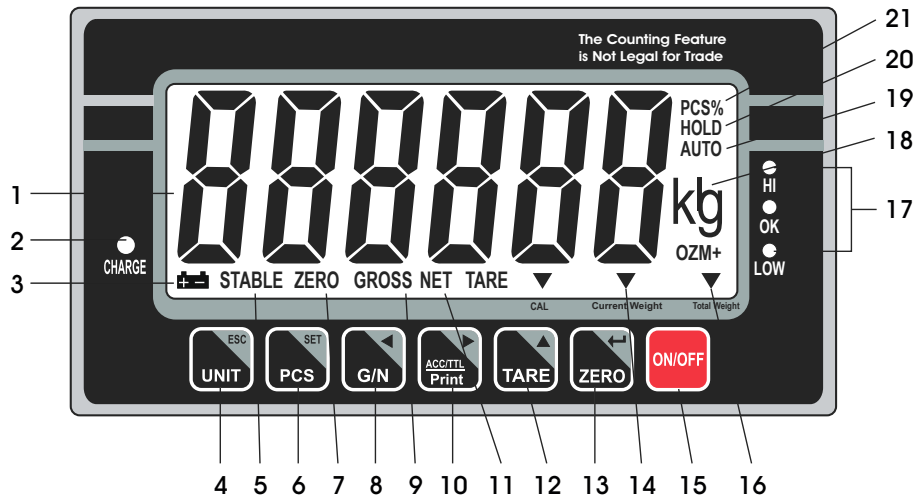 The Counting Feature
is Not Legal for Trade
888888
PCS%
HOLD
AUTO
kg
OZM+
HI
OK
LOW
CHARGE
STABLE ZERO GROSS NET TARE
CAL Current Weight Total Weight
ESC
UNIT
SET
PCS
G/N
ACC/TTL
Print
TARE
ZERO
ON/OFF
1
2
3
4 5 6 7 8 9 10 11 12 13 14 15 16
17
18
19
20
21